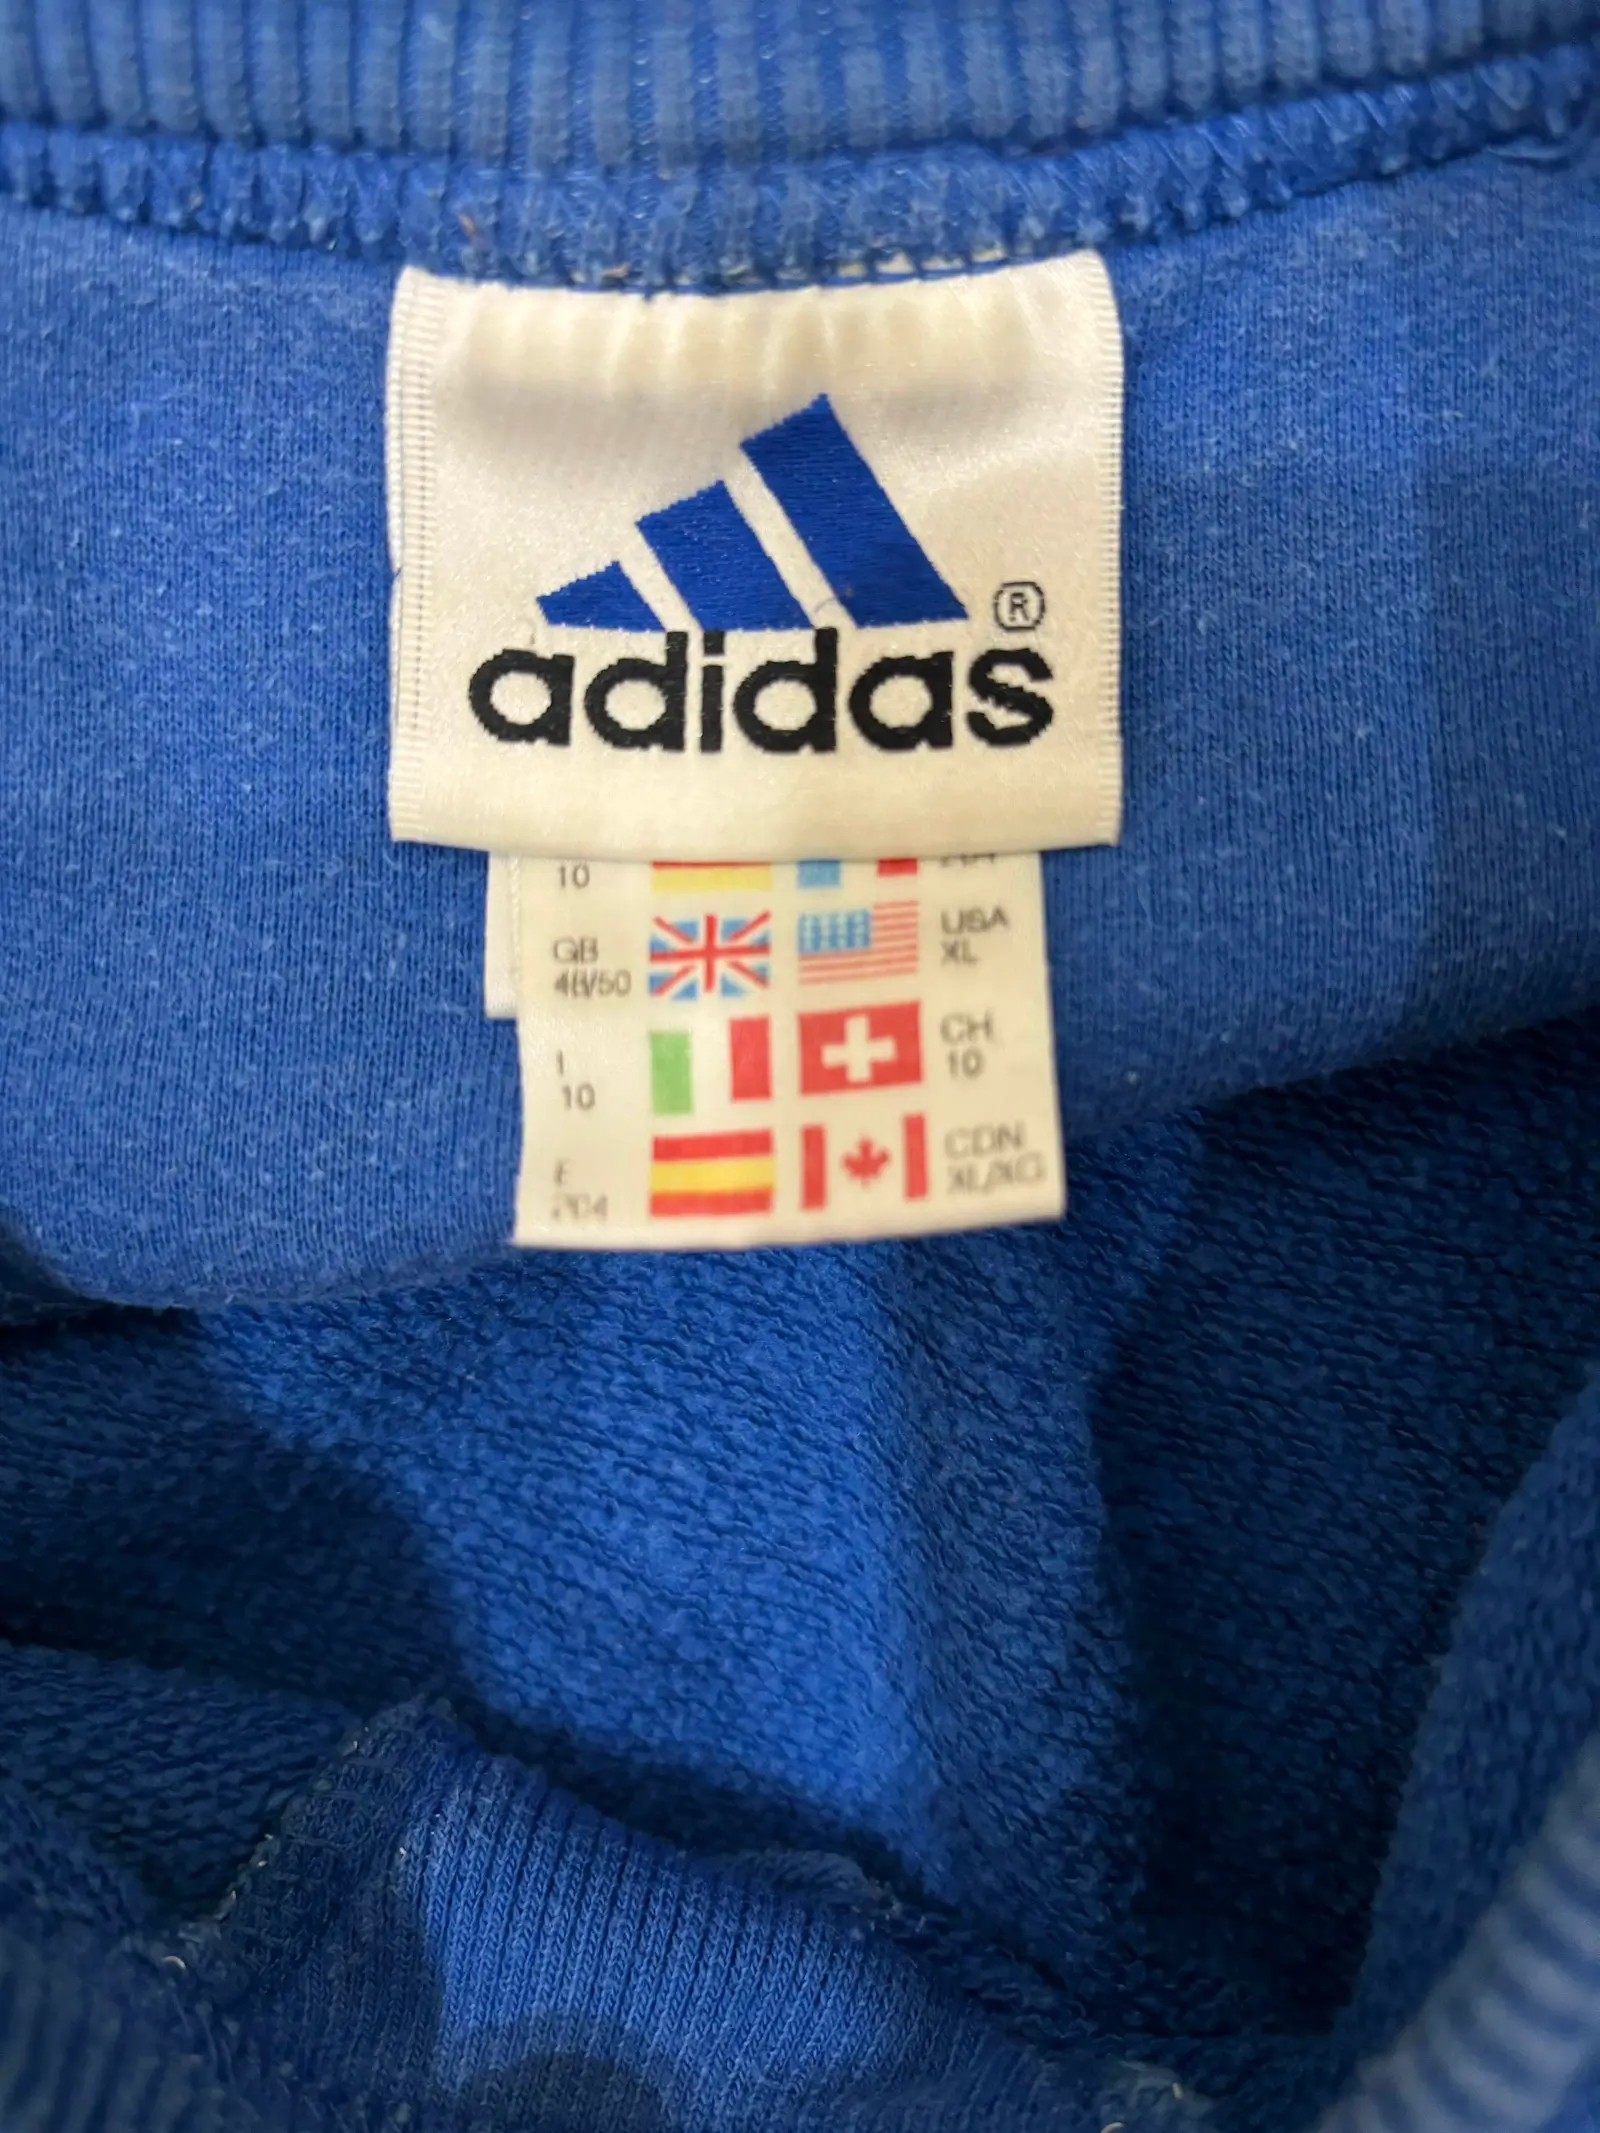 ®
adidas
10
GB USA
48/50 XL
I CH
10 10
E CDN
204 XL/XG